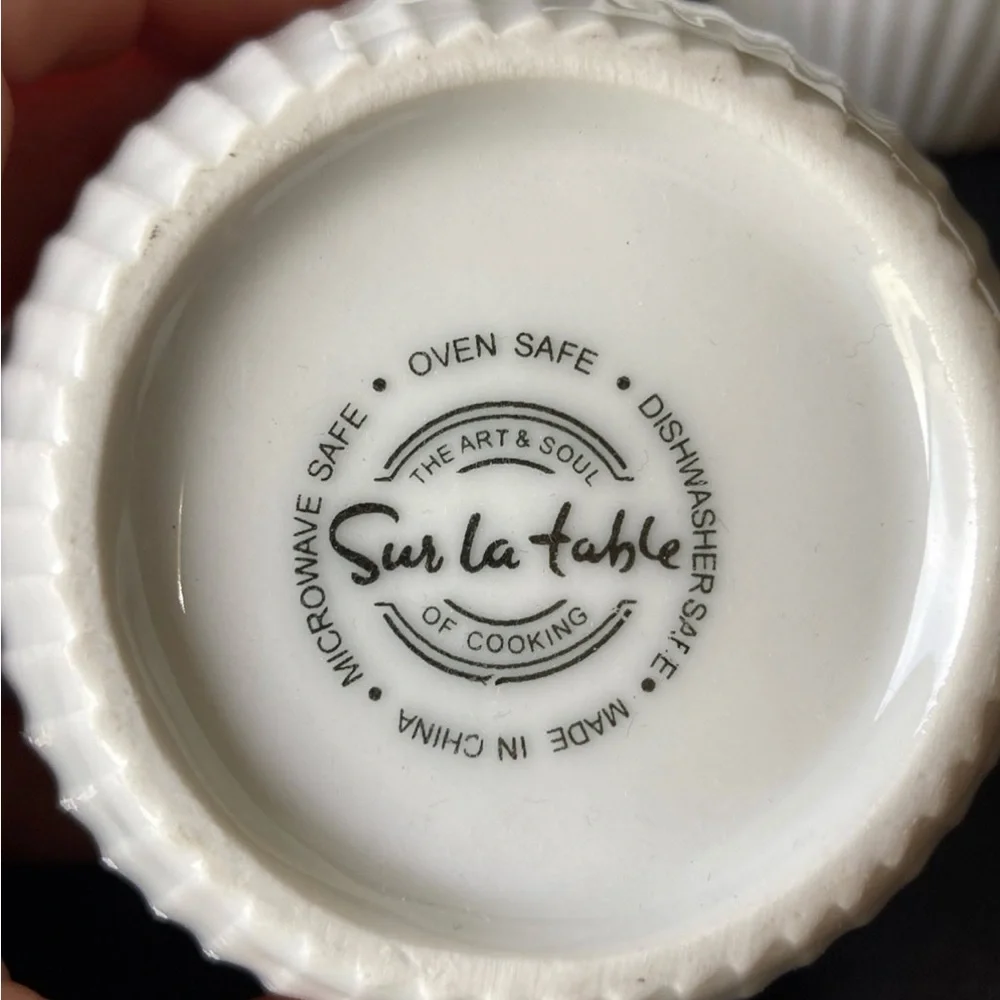 OVEN SAFE • DISHWASHER SAFE • MADE IN CHINA • MICROWAVE SAFE •
THE ART & SOUL
Sur la table
OF COOKING